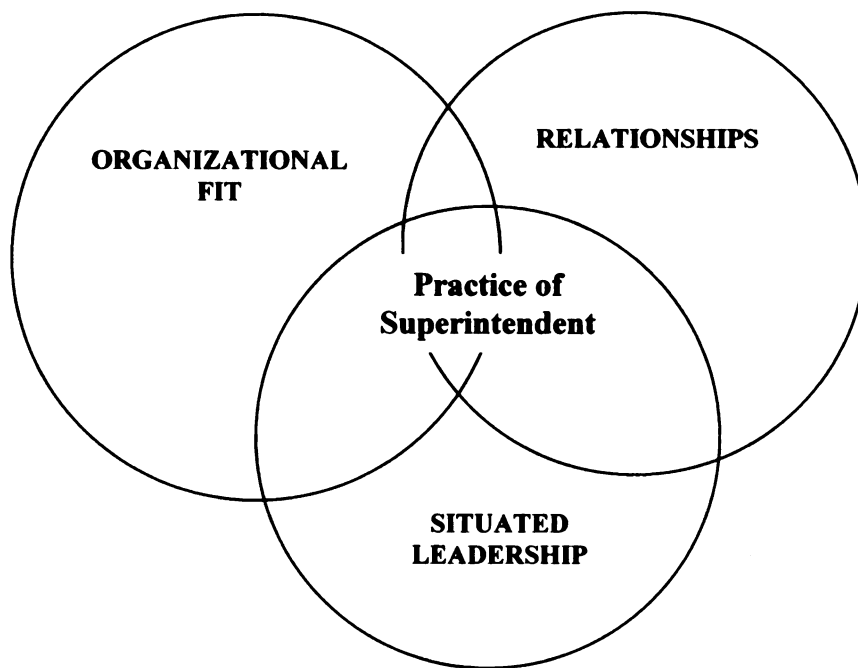 ORGANIZATIONAL
FIT
RELATIONSHIPS
Practice of
Superintendent
SITUATED
LEADERSHIP